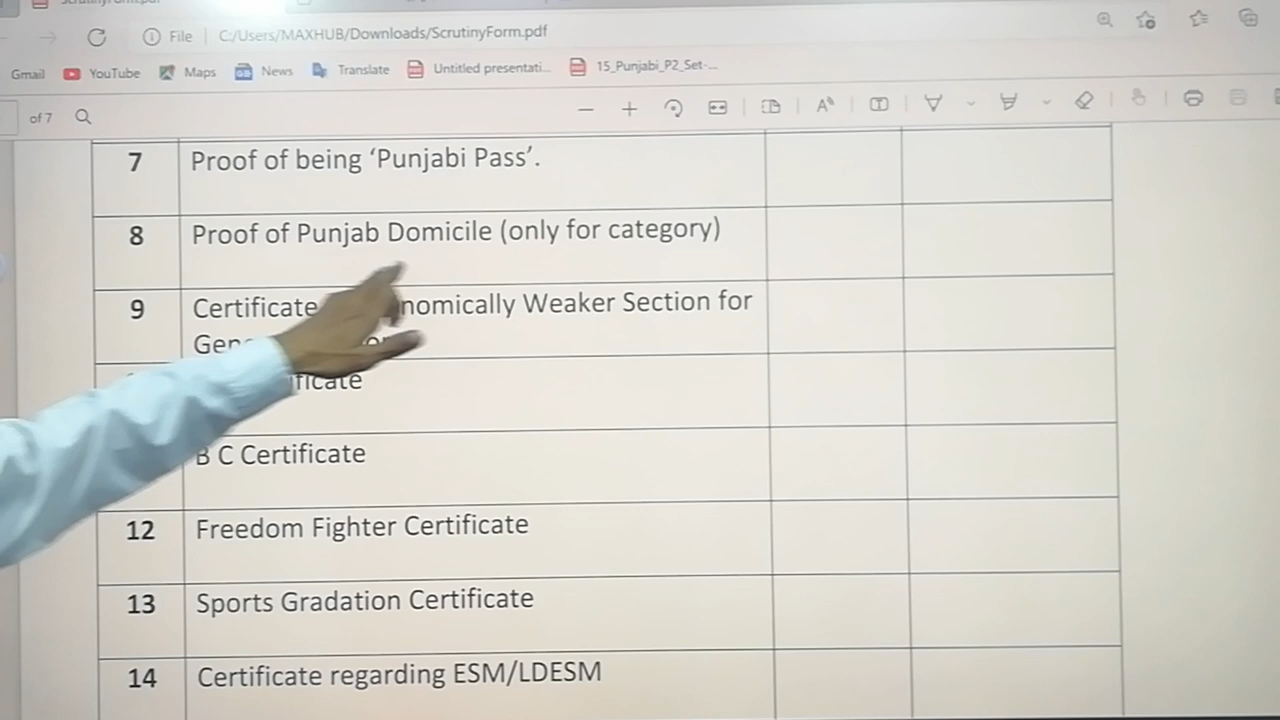 File C:/Users/MAXHUB/Downloads/ScrutinyForm.pdf
Gmail YouTube Maps News Translate Untitled presentati... 15_Punjabi_P2_Set-...
of 7
7 Proof of being ‘Punjabi Pass’.
8 Proof of Punjab Domicile (only for category)
9 Certificate Weaker Section for
B C Certificate
12 Freedom Fighter Certificate
13 Sports Gradation Certificate
14 Certificate regarding ESM/LDESM